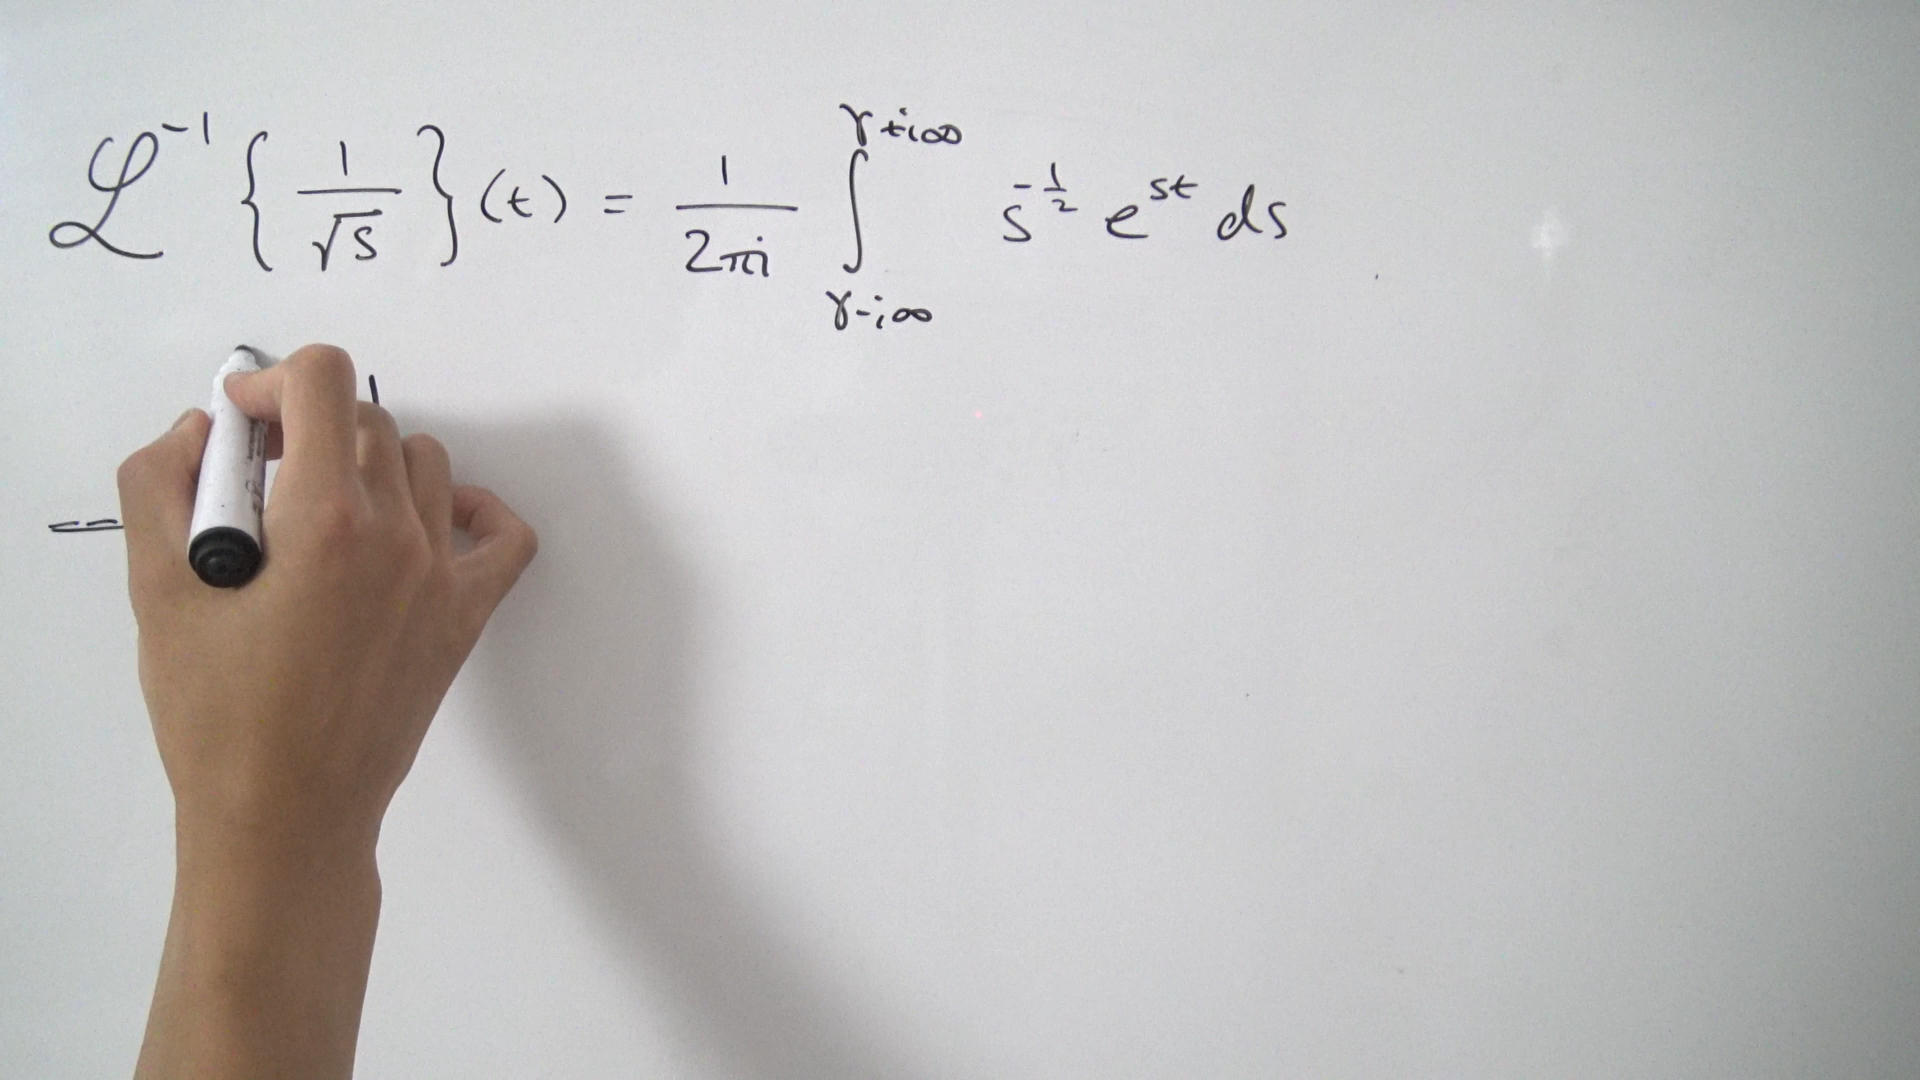 ℒ⁻¹ { 1/√s } (t) = 1/(2πi) ∫_{γ-i∞}^{γ+i∞} s^{-1/2} e^{st} ds